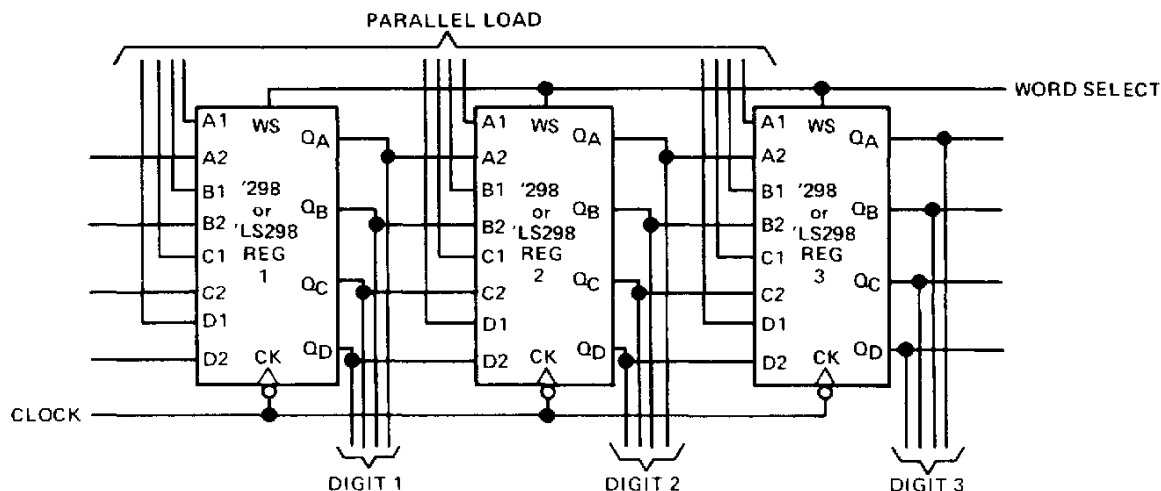 PARALLEL LOAD
WORD SELECT
A1
WS
QA
A2
B1
'298
or
'LS298
REG
1
QB
B2
C1
QC
C2
D1
CK
QD
D2
A1
WS
QA
A2
B1
'298
or
'LS298
REG
2
QB
B2
C1
QC
C2
D1
CK
QD
D2
A1
WS
QA
A2
B1
'298
or
'LS298
REG
3
QB
B2
C1
QC
C2
D1
CK
QD
D2
CLOCK
DIGIT 1
DIGIT 2
DIGIT 3